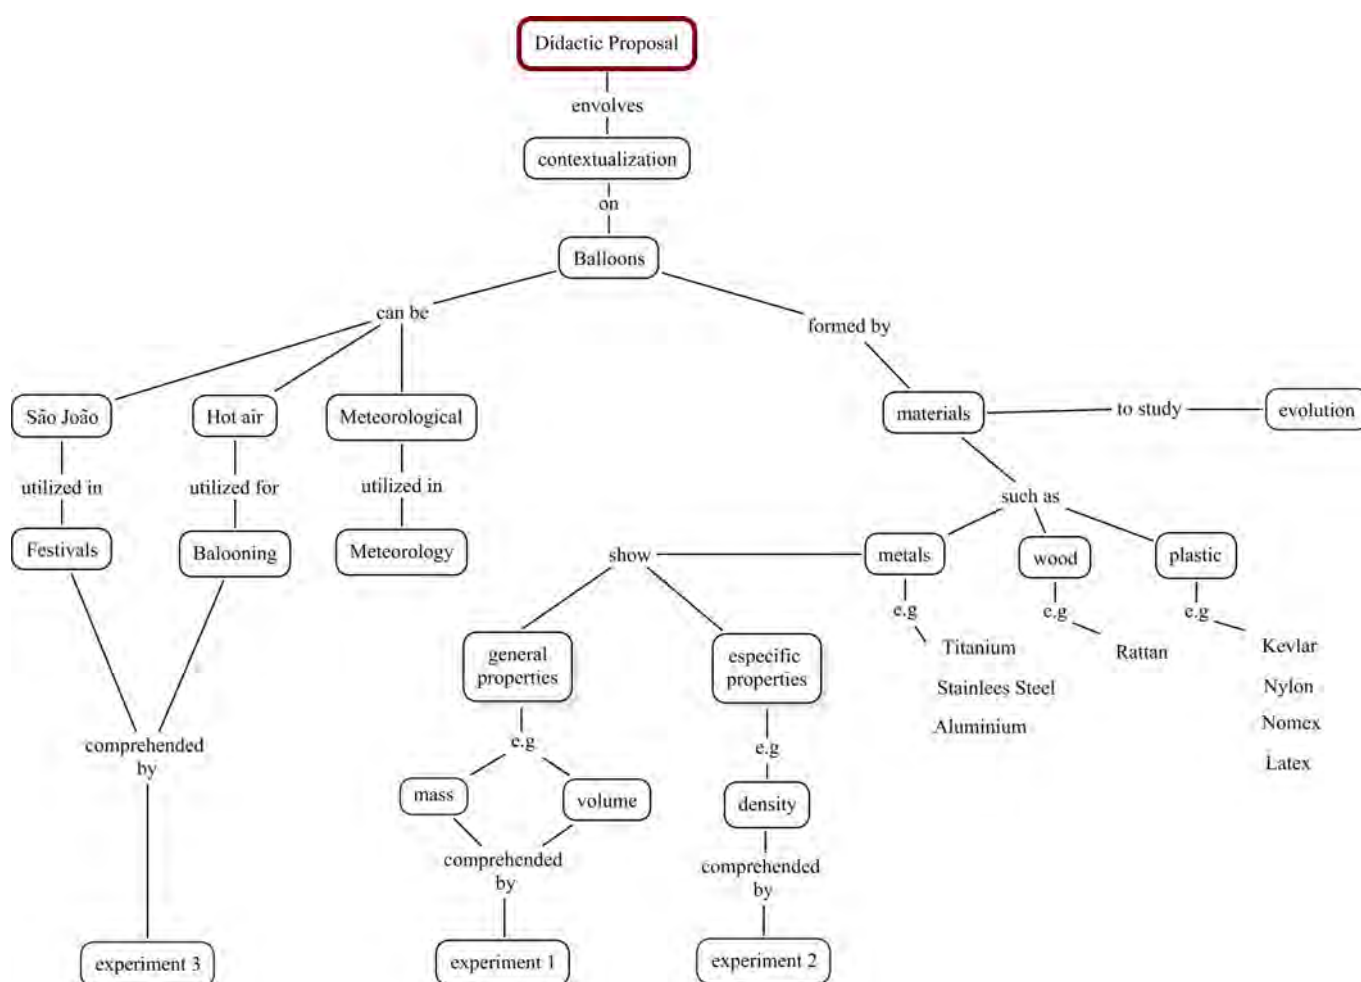 Didactic Proposal
envolves
contextualization
on
Balloons
can be
formed by
São João
Hot air
Meteorological
materials
to study
evolution
utilized in
utilized for
utilized in
such as
Festivals
Balooning
Meteorology
show
metals
wood
plastic
e.g
e.g
e.g
general
properties
especific
properties
Titanium
Stainlees Steel
Aluminium
Rattan
Kevlar
Nylon
Nomex
Latex
comprehended
by
e.g
e.g
mass
volume
density
comprehended
by
comprehended
by
experiment 3
experiment 1
experiment 2